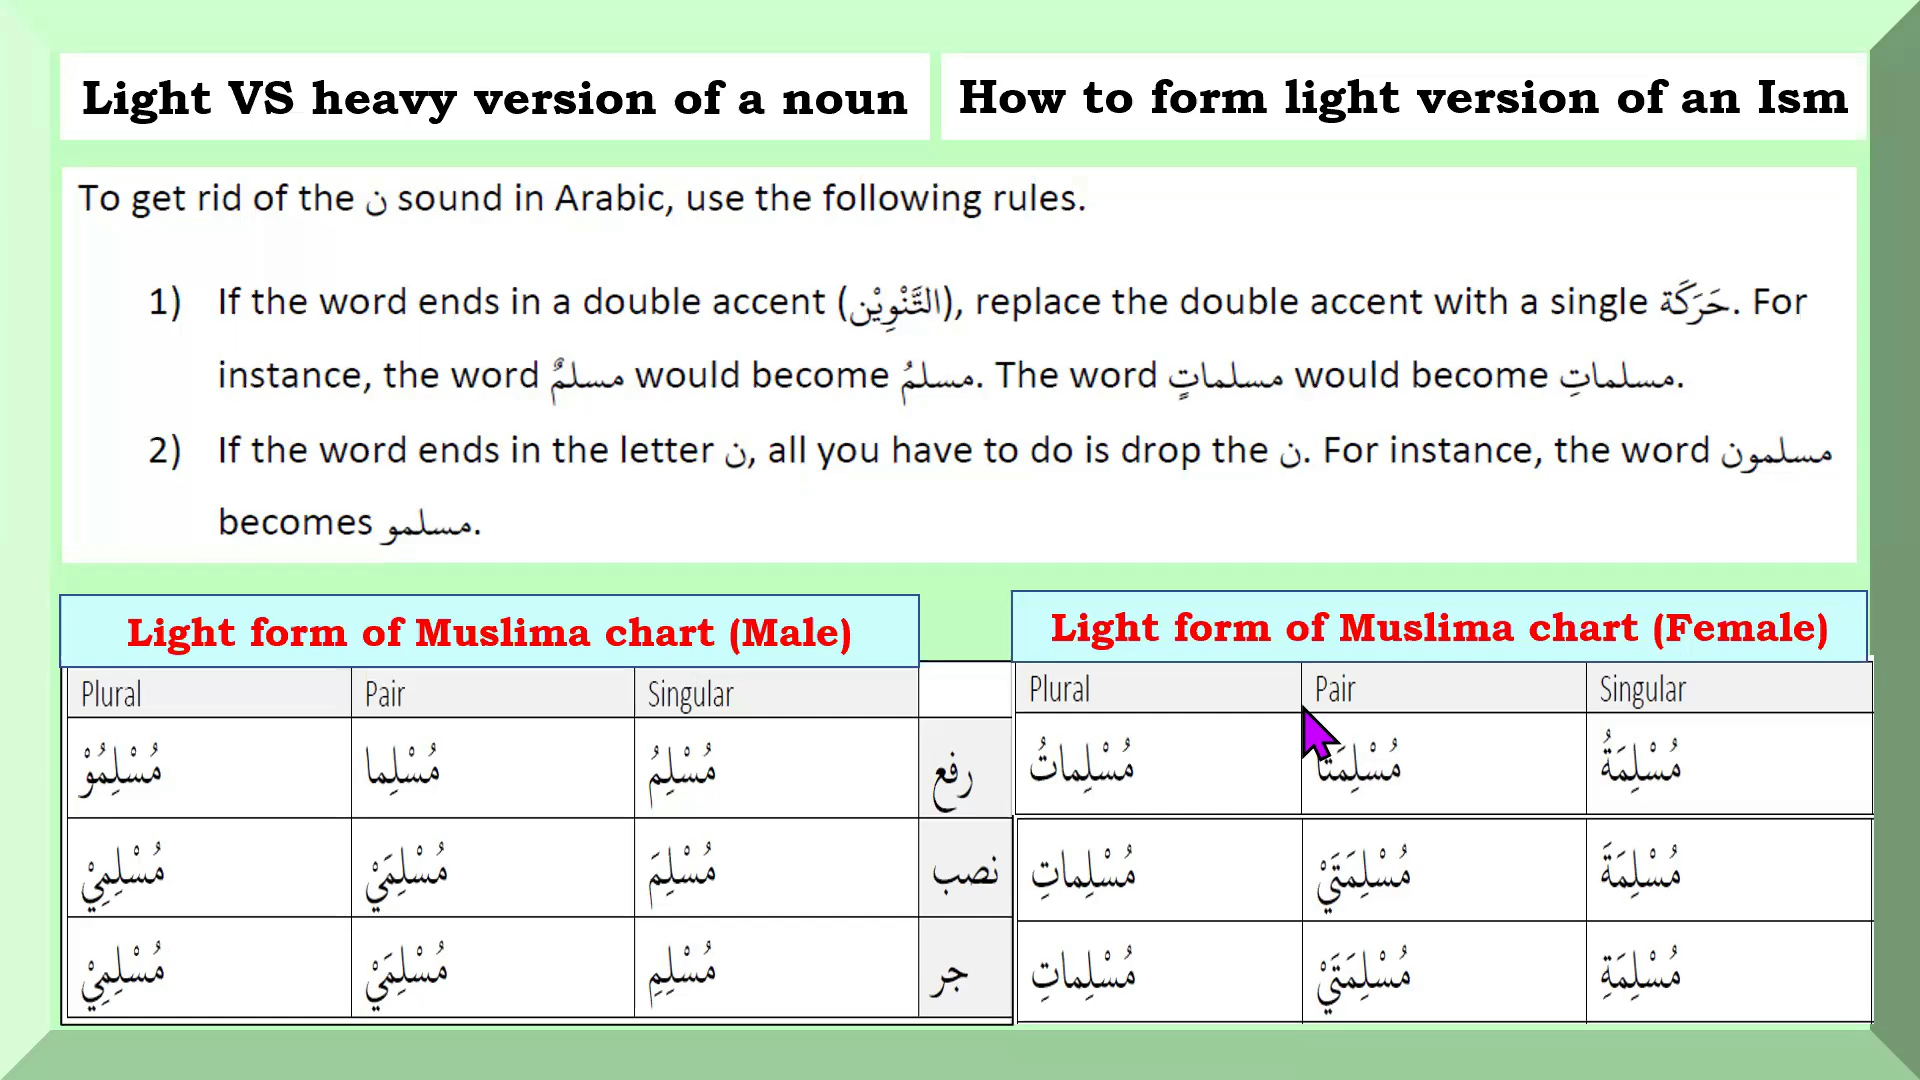 Light VS heavy version of a noun
How to form light version of an Ism
To get rid of the ن sound in Arabic, use the following rules.
1) If the word ends in a double accent (التَّنْوِيْن), replace the double accent with a single حَرَكَة. For
instance, the word مسلمٌ would become مسلمُ. The word مسلماتٍ would become مسلماتِ.
2) If the word ends in the letter ن, all you have to do is drop the ن. For instance, the word مسلمون
becomes مسلمو.
Light form of Muslima chart (Male)
Plural Pair Singular
مُسْلِمُوْ مُسْلِما مُسْلِمُ رفع
مُسْلِمِيْ مُسْلِمَيْ مُسْلِمَ نصب
مُسْلِمِيْ مُسْلِمَيْ مُسْلِمِ جر
Light form of Muslima chart (Female)
Plural Pair Singular
مُسْلِماتُ مُسْلِمَتَا مُسْلِمَةُ
مُسْلِماتِ مُسْلِمَتَيْ مُسْلِمَةَ
مُسْلِماتِ مُسْلِمَتَيْ مُسْلِمَةِ